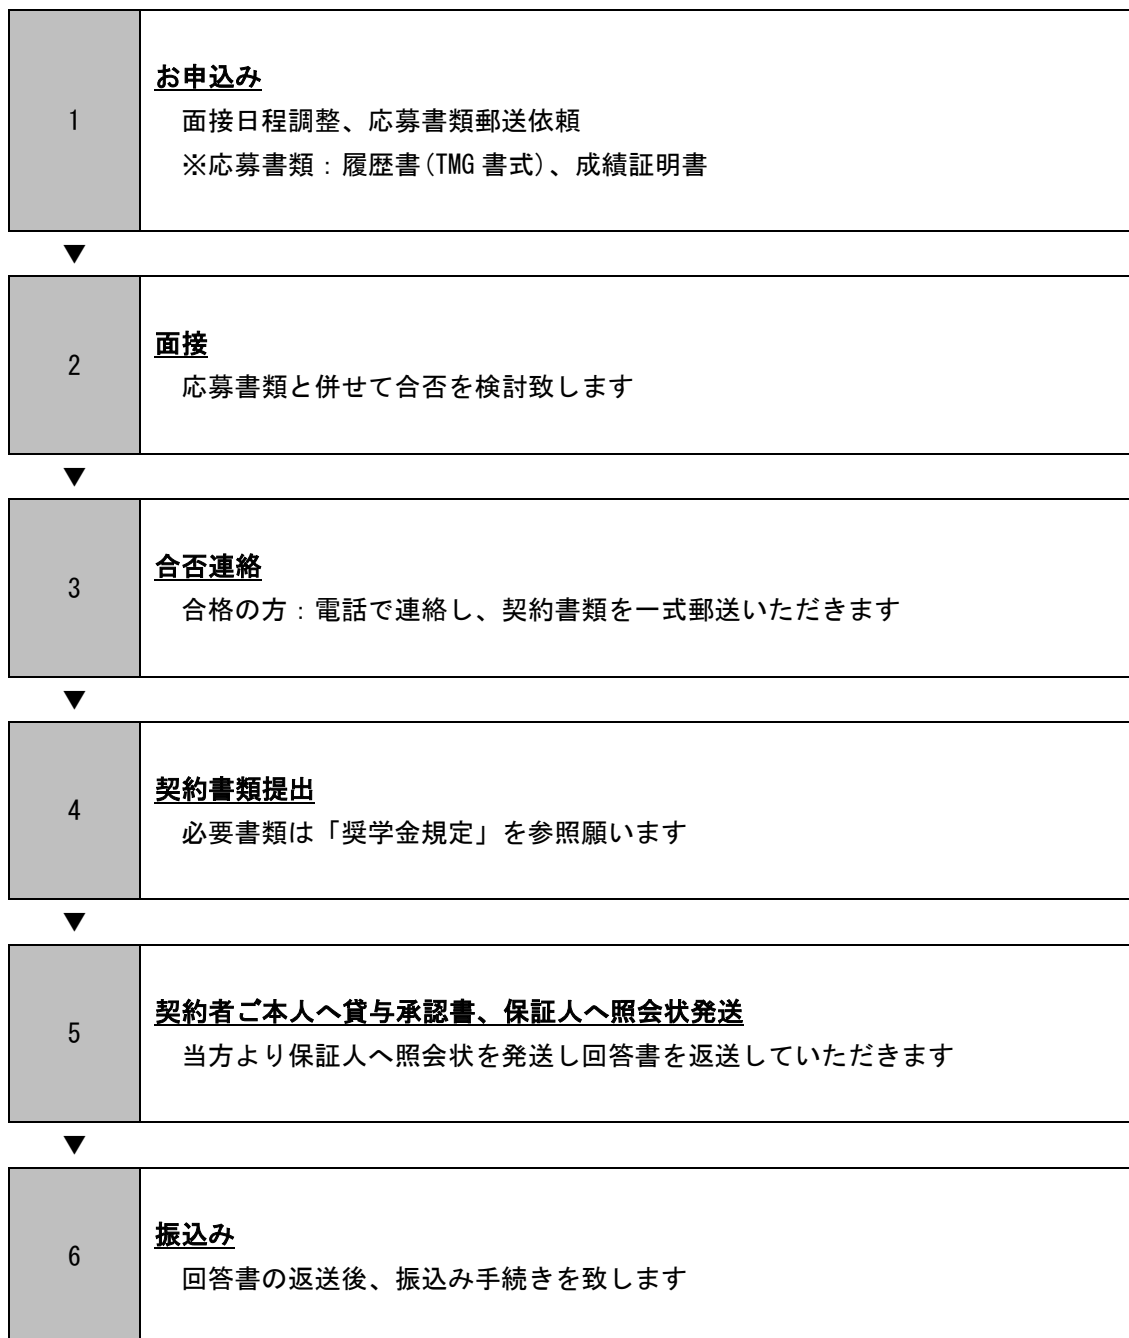 1
お申込み
面接日程調整、応募書類郵送依頼
※応募書類：履歴書(TMG 書式)、成績証明書
▼
2
面接
応募書類と併せて合否を検討致します
▼
3
合否連絡
合格の方：電話で連絡し、契約書類を一式郵送いただきます
▼
4
契約書類提出
必要書類は「奨学金規定」を参照願います
▼
5
契約者ご本人へ貸与承認書、保証人へ照会状発送
当方より保証人へ照会状を発送し回答書を返送していただきます
▼
6
振込み
回答書の返送後、振込み手続きを致します